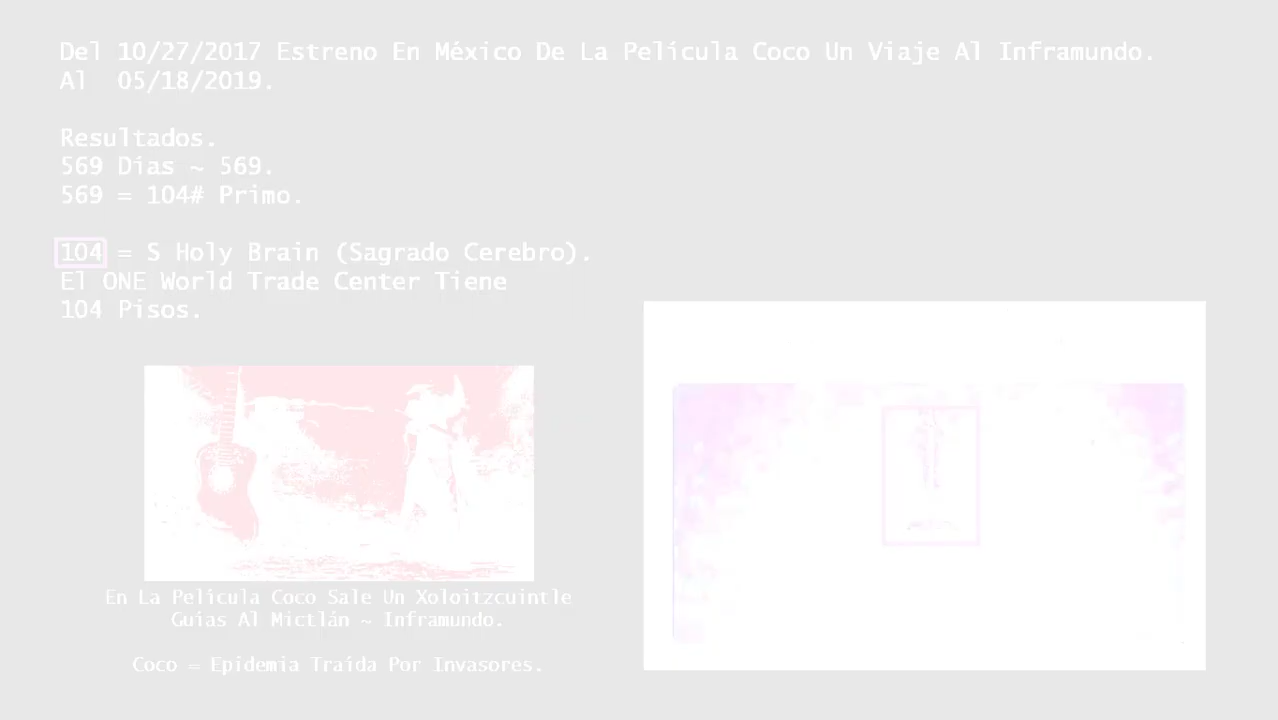 Del 10/27/2017 Estreno En México De La Película Coco Un Viaje Al Inframundo.
Al 05/18/2019.
Resultados.
569 Días ~ 569.
569 = 104# Primo.
104 = S Holy Brain (Sagrado Cerebro).
El ONE World Trade Center Tiene
104 Pisos.
En La Película Coco Sale Un Xoloitzcuintle
Guías Al Mictlán ~ Inframundo.
Coco = Epidemia Traída Por Invasores.